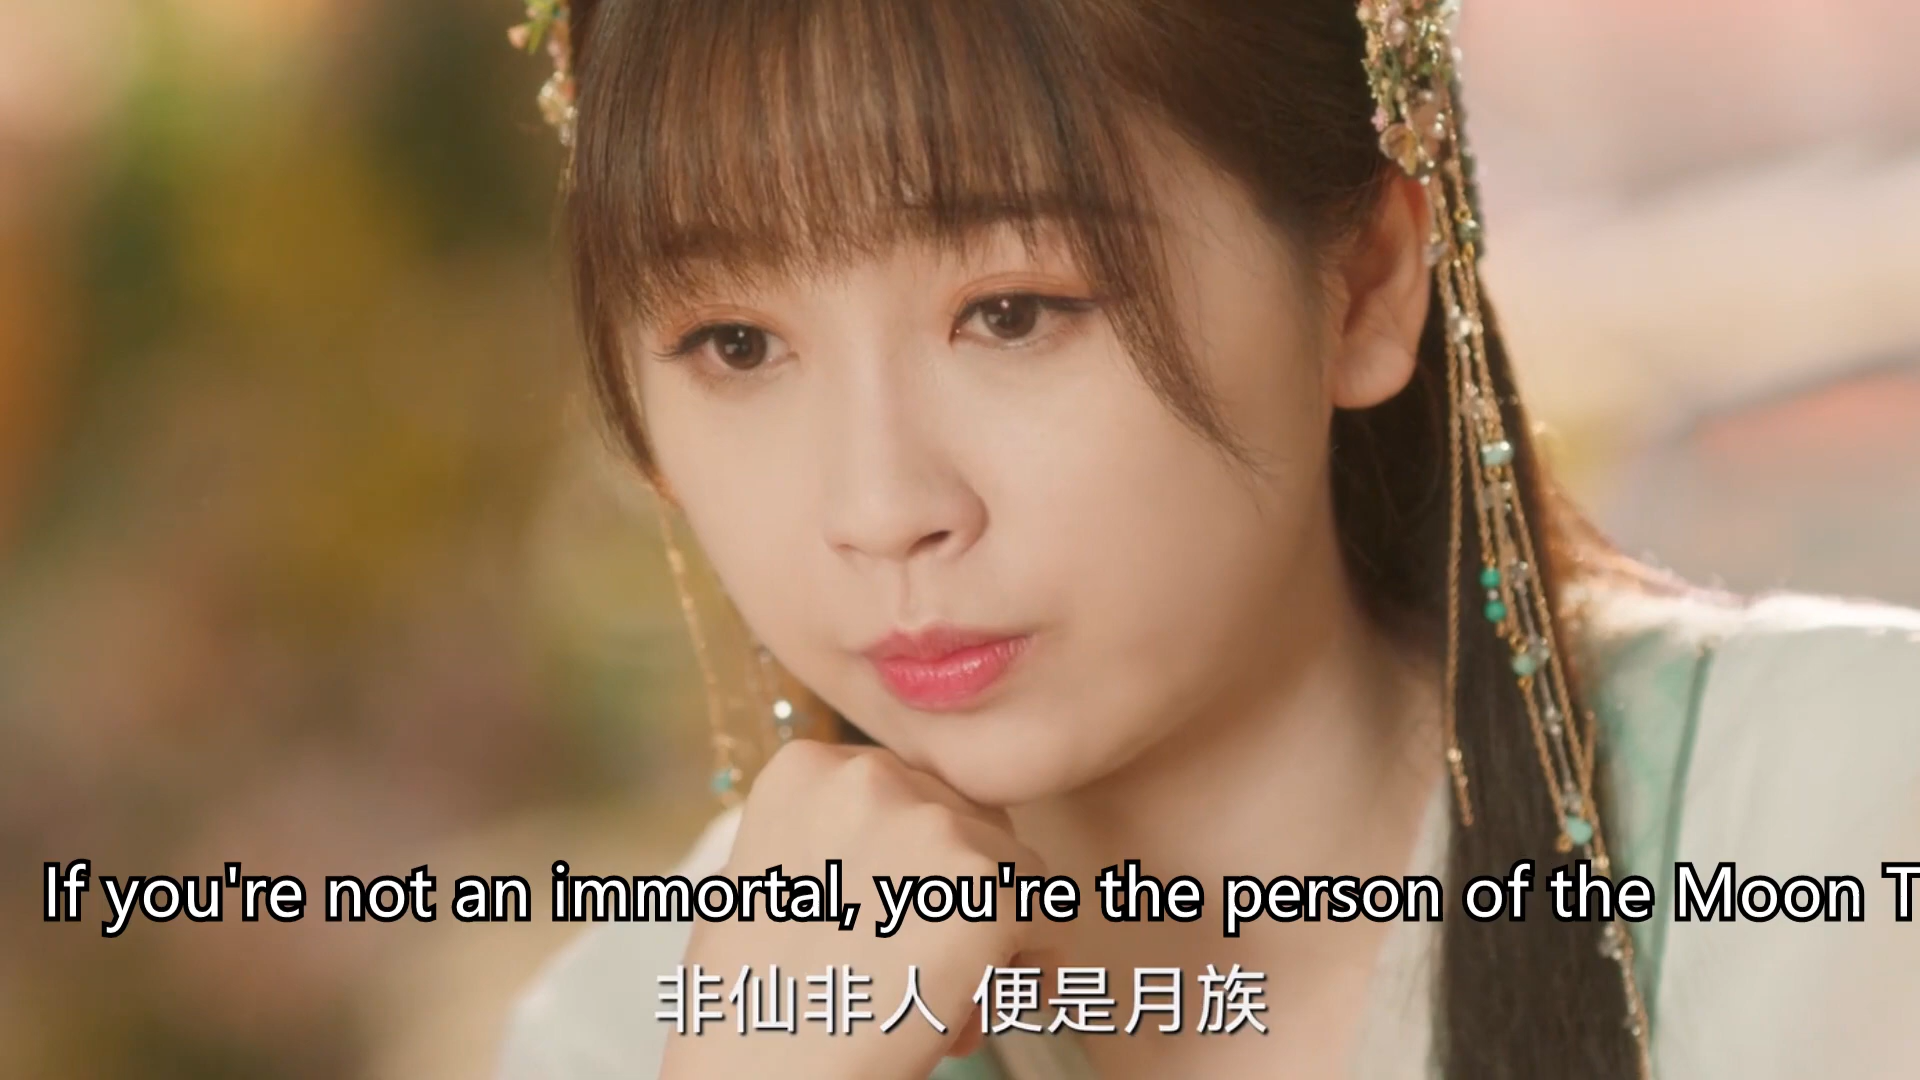 If you're not an immortal, you're the person of the Moon T
非仙非人 便是月族